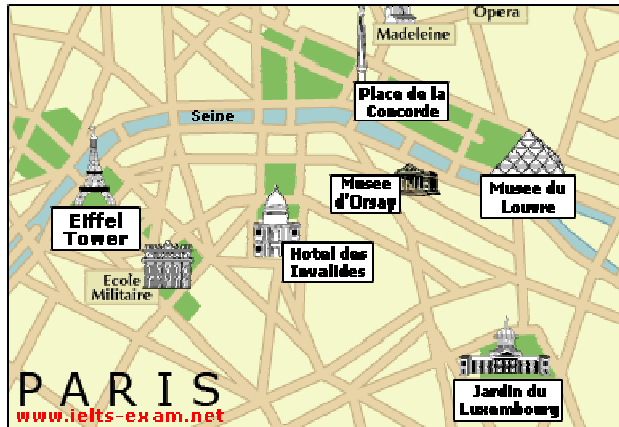 Opera
Madeleine
Place de la
Concorde
Seine
Musee
d'Orsay
Musee du
Louvre
Eiffel
Tower
Hotel des
Invalides
Ecole
Militaire
PARIS
www.ielts-exam.net
Jardin du
Luxembourg